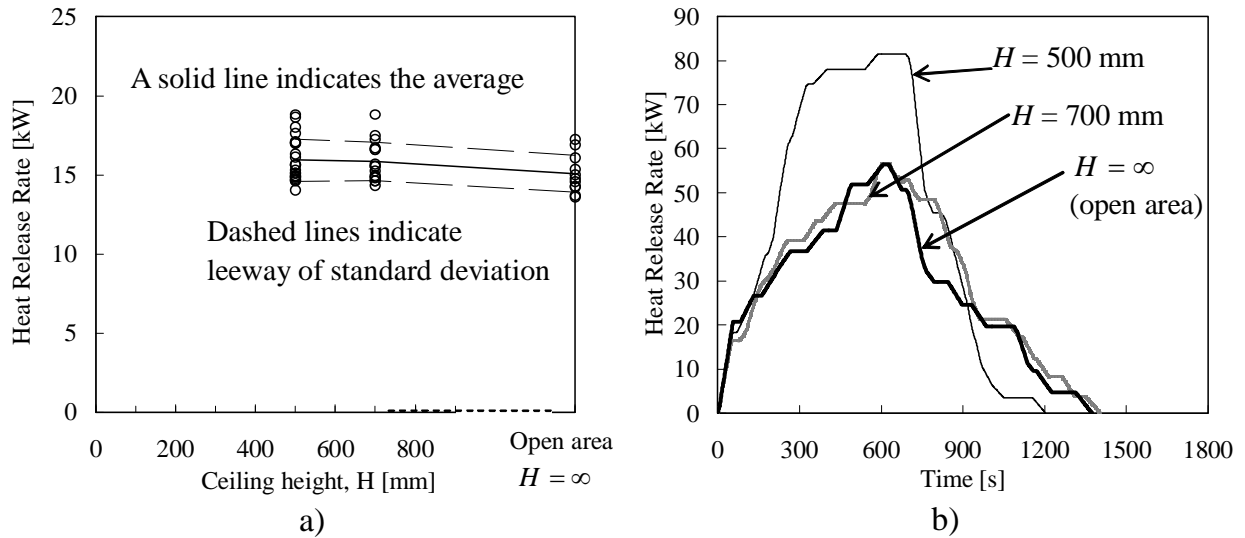 25
20
15
10
5
0
Heat Release Rate [kW]
A solid line indicates the average
Dashed lines indicate
leeway of standard deviation
0 200 400 600 800
Open area
H = ∞
Ceiling height, H [mm]
a)
90
80
70
60
50
40
30
20
10
0
Heat Release Rate [kW]
H = 500 mm
H = 700 mm
H = ∞
(open area)
0 300 600 900 1200 1500 1800
Time [s]
b)